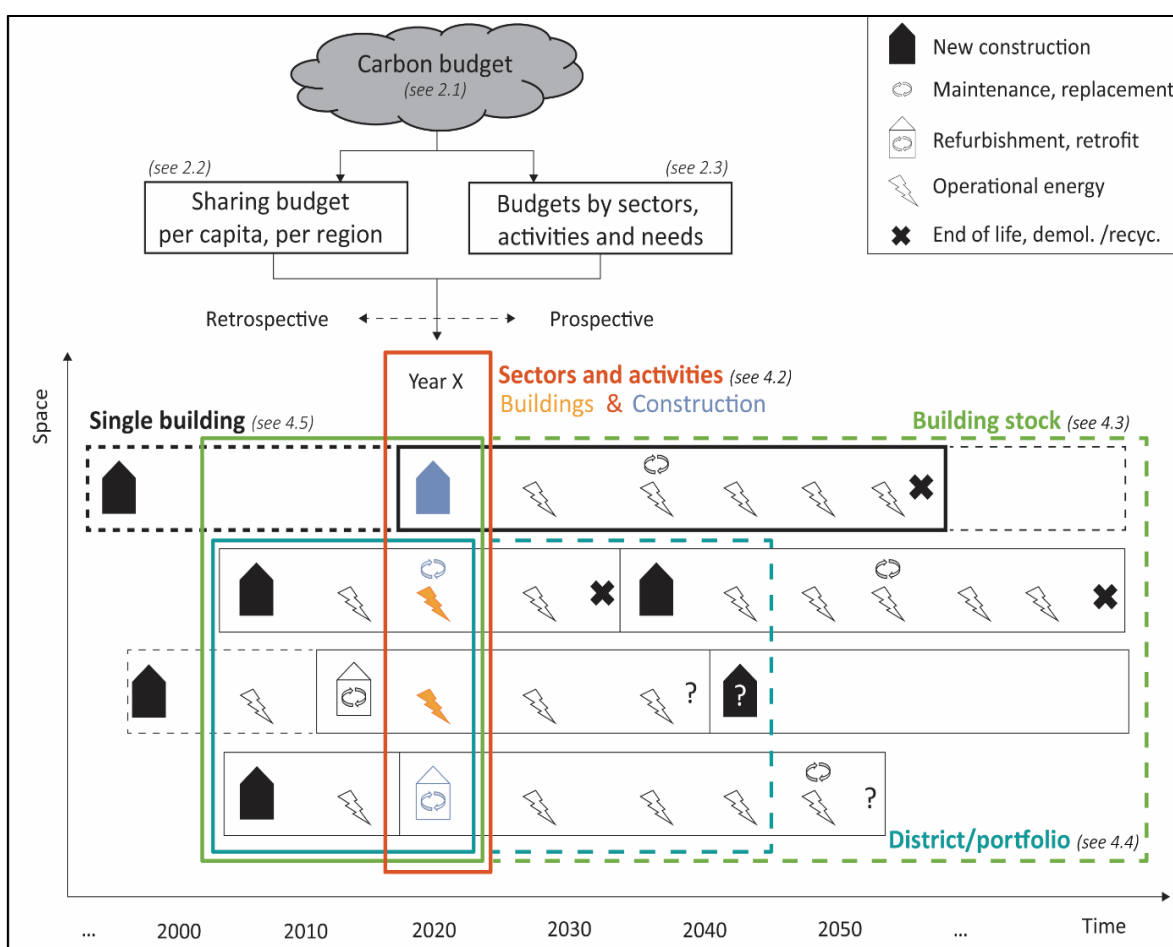 Carbon budget
(see 2.1)
(see 2.2)
Sharing budget
per capita, per region
(see 2.3)
Budgets by sectors,
activities and needs
New construction
Maintenance, replacement
Refurbishment, retrofit
Operational energy
End of life, demol. /recyc.
Retrospective
Prospective
Space
Year X
Sectors and activities (see 4.2)
Buildings & Construction
Single building (see 4.5)
Building stock (see 4.3)
?
?
?
District/portfolio (see 4.4)
... 2000 2010 2020 2030 2040 2050 ... Time